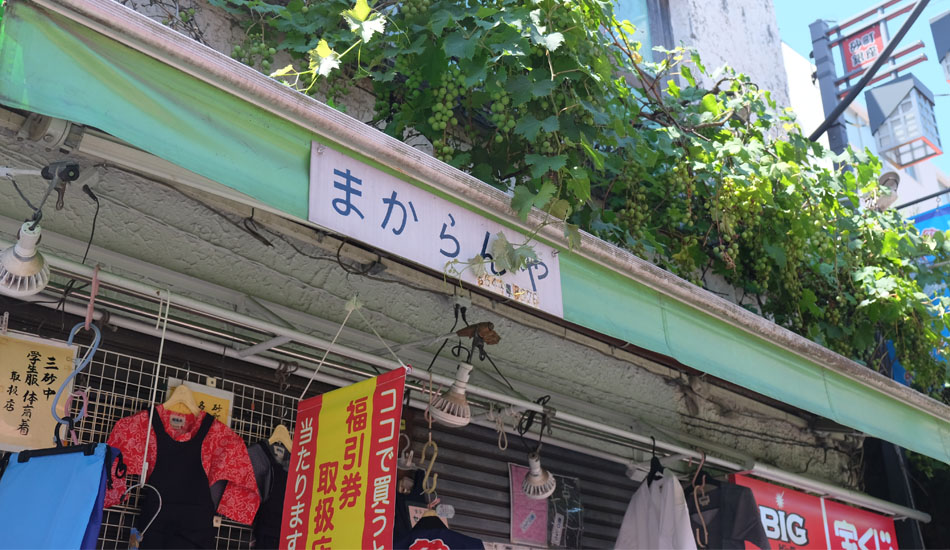 まからんや
三砂中
学生服 体育着
取扱店
ココで買うと
福引券
取扱店
当たります
BIG
宝くじ